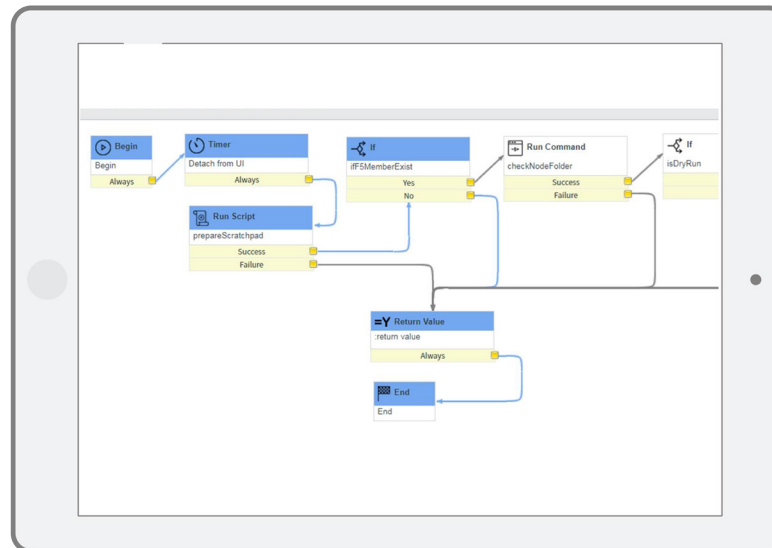 Begin
Begin
Always
Timer
Detach from UI
Always
If
ifF5MemberExist
Yes
No
Run Command
checkNodeFolder
Success
Failure
If
isDryRun
Run Script
prepareScratchpad
Success
Failure
=Y Return Value
:return value
Always
End
End